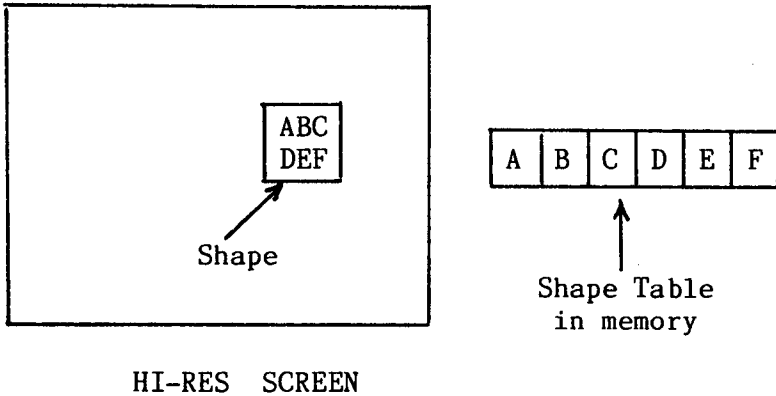 ABC
DEF
Shape
A B C D E F
Shape Table
in memory
HI-RES SCREEN